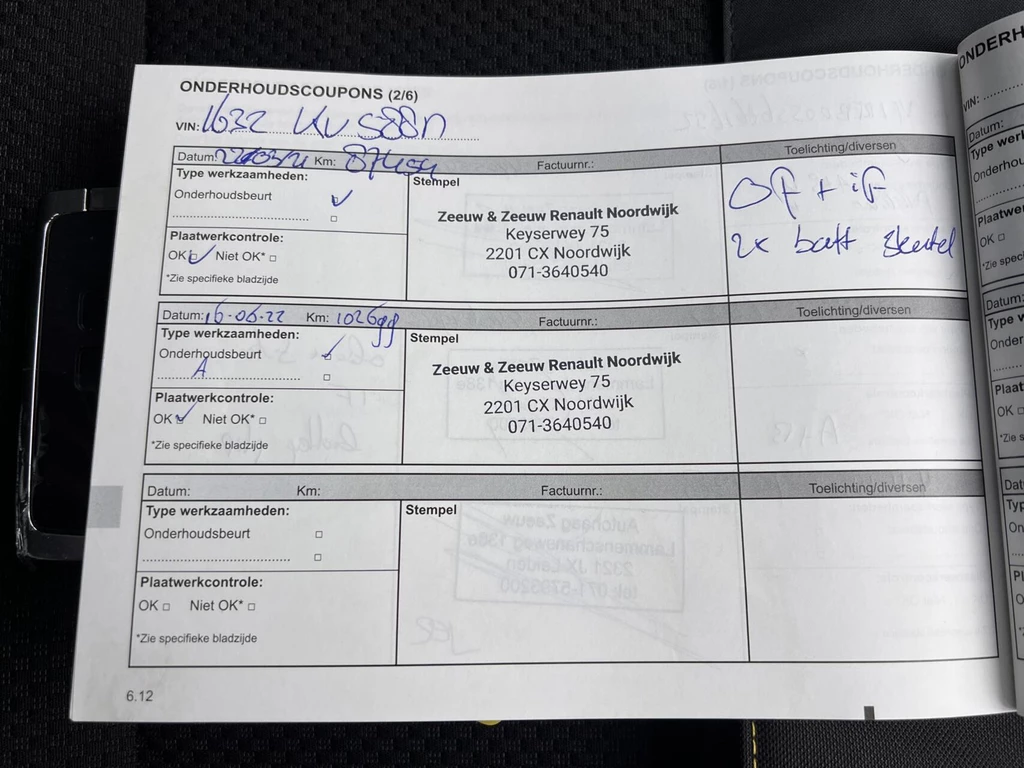 ONDERHOUDSCOUPONS (2/6)
VIN:
Datum: Km: Factuurnr.: Toelichting/diversen
Type werkzaamheden:
Onderhoudsbeurt
Plaatwerkcontrole:
OK Niet OK*
*Zie specifieke bladzijde
Stempel
Zeeuw & Zeeuw Renault Noordwijk
Keyserwey 75
2201 CX Noordwijk
071-3640540
OF + iF
2x batt sleutel
Datum: 16-06-22 Km: 102699 Factuurnr.: Toelichting/diversen
Type werkzaamheden:
Onderhoudsbeurt
A
Plaatwerkcontrole:
OK Niet OK*
*Zie specifieke bladzijde
Stempel
Zeeuw & Zeeuw Renault Noordwijk
Keyserwey 75
2201 CX Noordwijk
071-3640540
Datum: Km: Factuurnr.: Toelichting/diversen
Type werkzaamheden:
Onderhoudsbeurt
Plaatwerkcontrole:
OK Niet OK*
*Zie specifieke bladzijde
Stempel
6.12